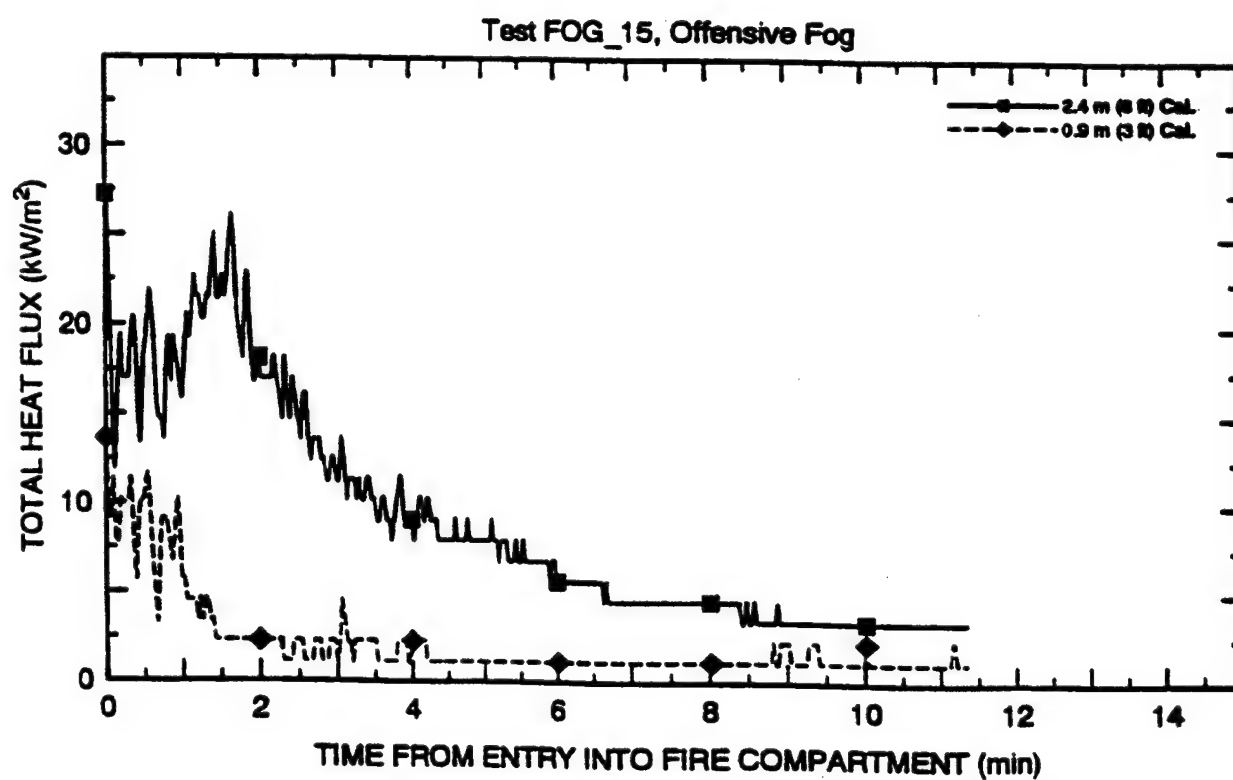 Test FOG_15, Offensive Fog
2.4 m (8 ft) Cal.
0.9 m (3 ft) Cal.
TOTAL HEAT FLUX (kW/m²)
30
20
10
0
0 2 4 6 8 10 12 14
TIME FROM ENTRY INTO FIRE COMPARTMENT (min)